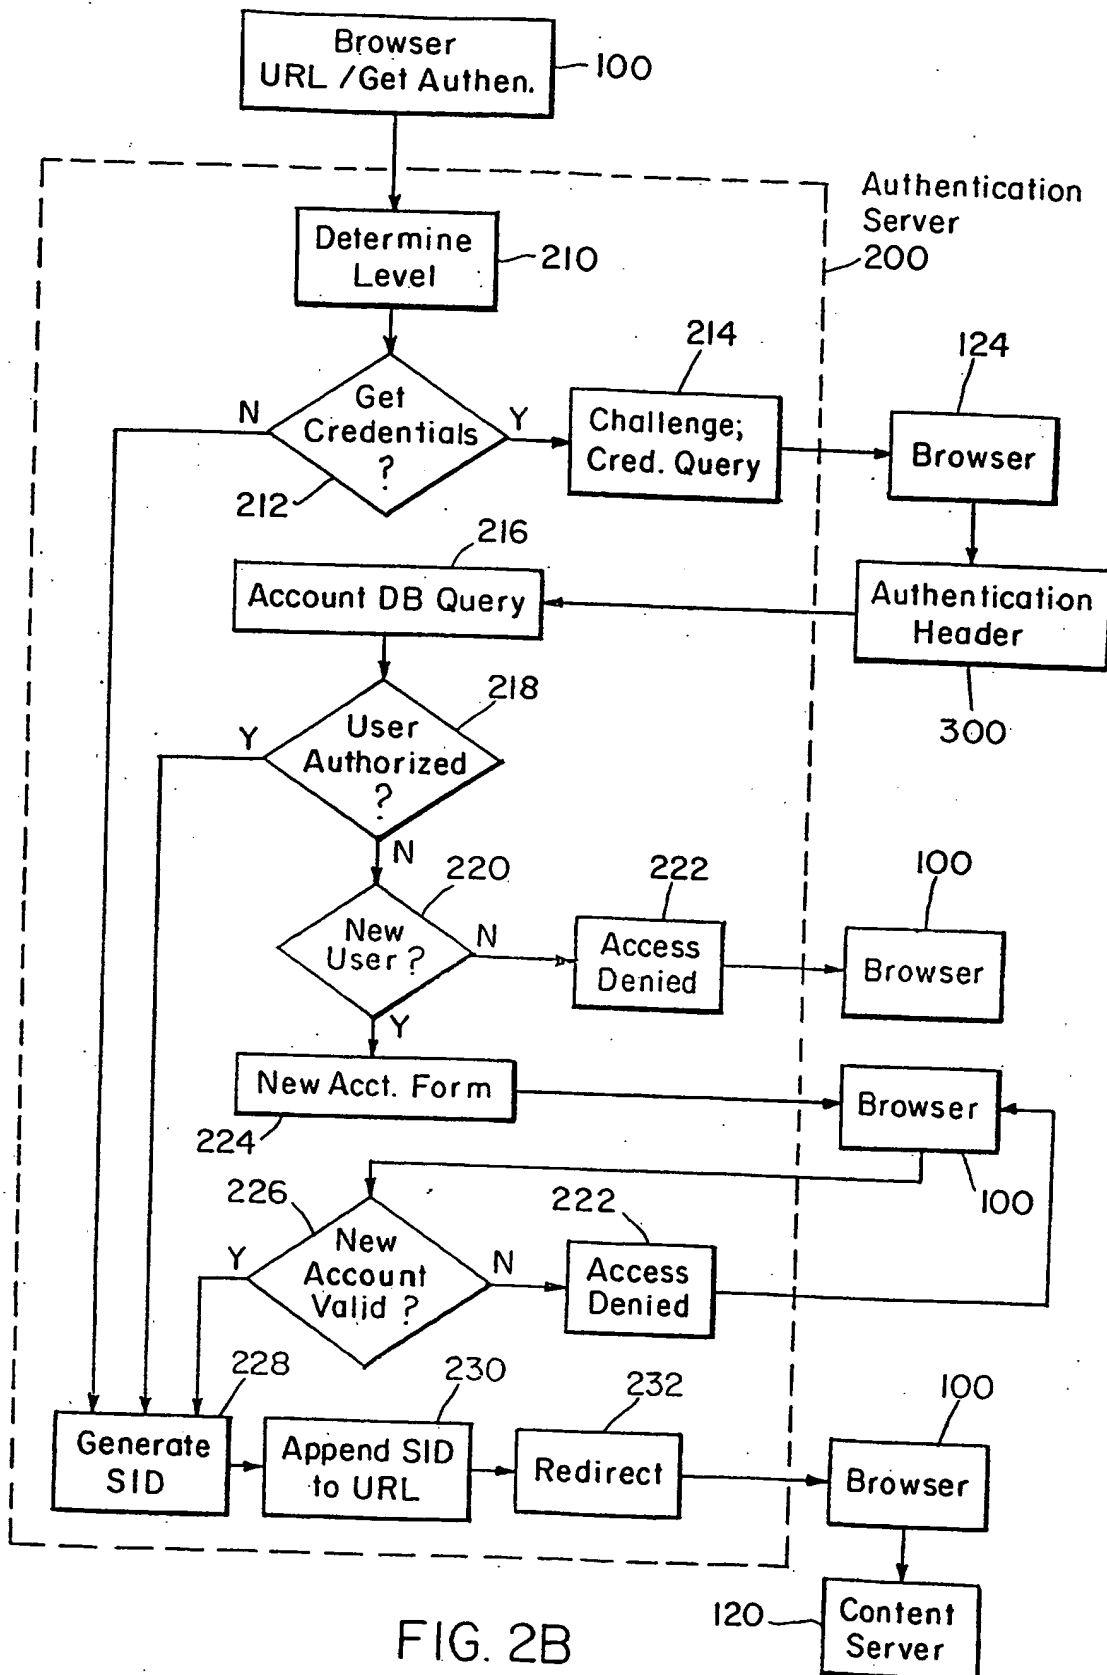 Browser
URL /Get Authen.
100
Authentication
Server
200
Determine
Level
210
Get
Credentials
?
N
Y
212
214
Challenge;
Cred. Query
124
Browser
216
Account DB Query
Authentication
Header
300
218
User
Authorized
?
Y
N
220
New
User ?
N
Y
222
Access
Denied
100
Browser
New Acct. Form
224
Browser
100
226
New
Account
Valid ?
Y
N
222
Access
Denied
228
Generate
SID
230
Append SID
to URL
232
Redirect
100
Browser
120
Content
Server
FIG. 2B